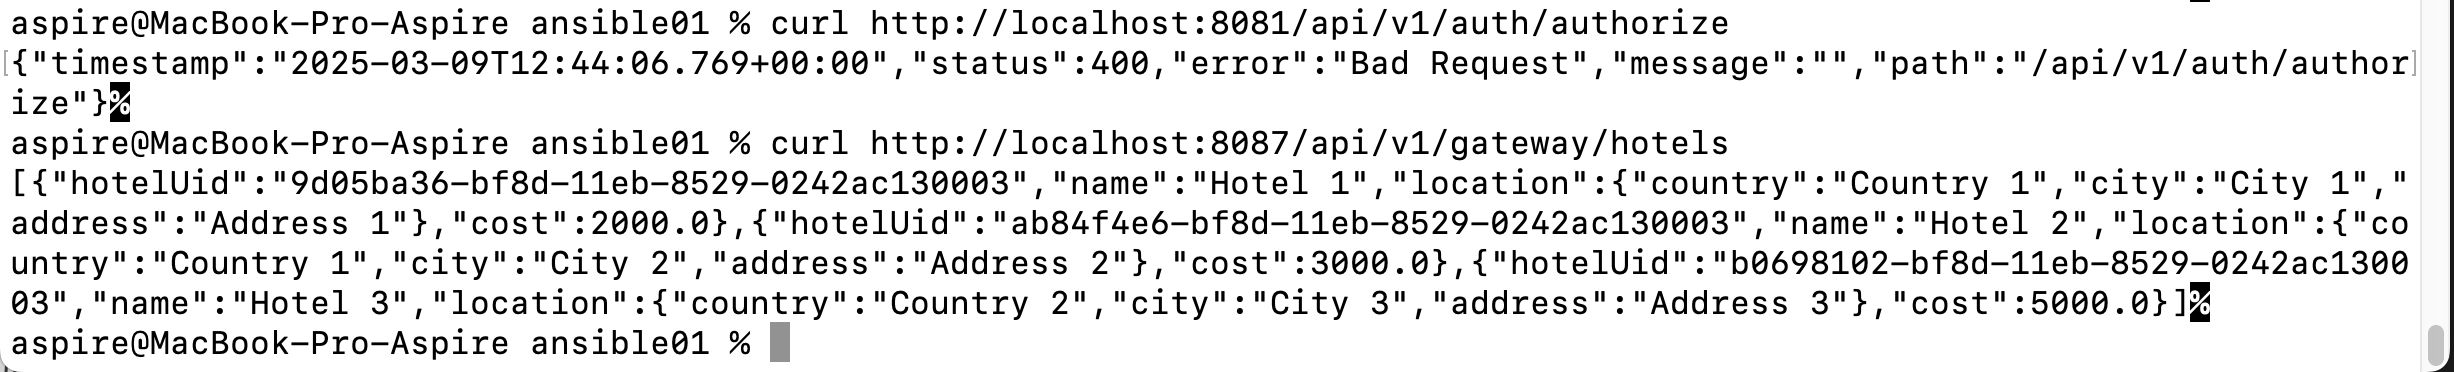 aspire@MacBook-Pro-Aspire ansible01 % curl http://localhost:8081/api/v1/auth/authorize
[{"timestamp":"2025-03-09T12:44:06.769+00:00","status":400,"error":"Bad Request","message":"","path":"/api/v1/auth/author]
ize"}%
aspire@MacBook-Pro-Aspire ansible01 % curl http://localhost:8087/api/v1/gateway/hotels
[{"hotelUid":"9d05ba36-bf8d-11eb-8529-0242ac130003","name":"Hotel 1","location":{"country":"Country 1","city":"City 1","
address":"Address 1"},"cost":2000.0},{"hotelUid":"ab84f4e6-bf8d-11eb-8529-0242ac130003","name":"Hotel 2","location":{"co
untry":"Country 1","city":"City 2","address":"Address 2"},"cost":3000.0},{"hotelUid":"b0698102-bf8d-11eb-8529-0242ac1300
03","name":"Hotel 3","location":{"country":"Country 2","city":"City 3","address":"Address 3"},"cost":5000.0}]%
aspire@MacBook-Pro-Aspire ansible01 %